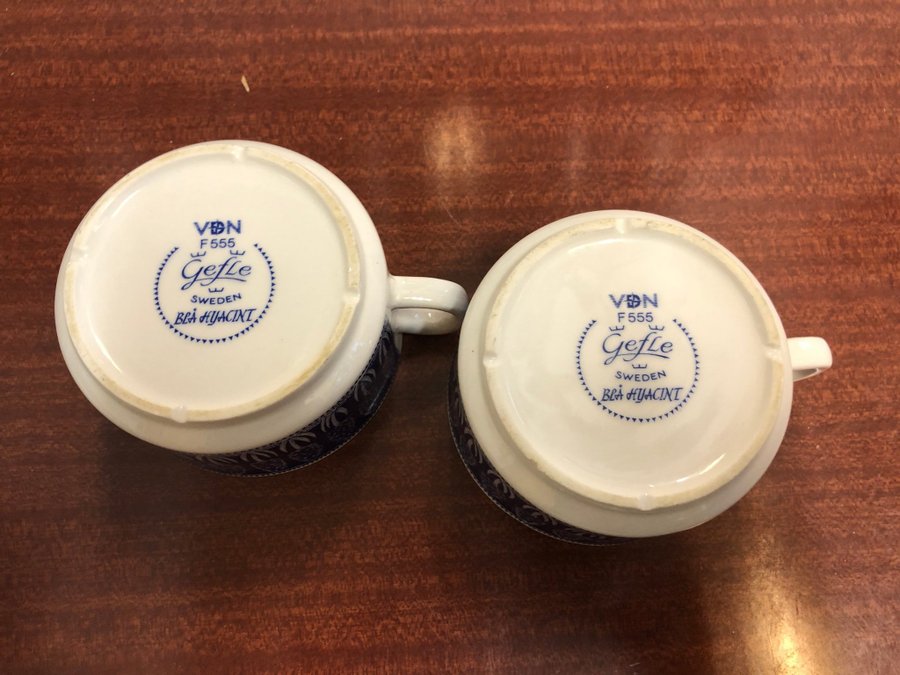 VDN
F555
GefLe
SWEDEN
BLÅ HYACINT
VDN
F555
GefLe
SWEDEN
BLÅ HYACINT